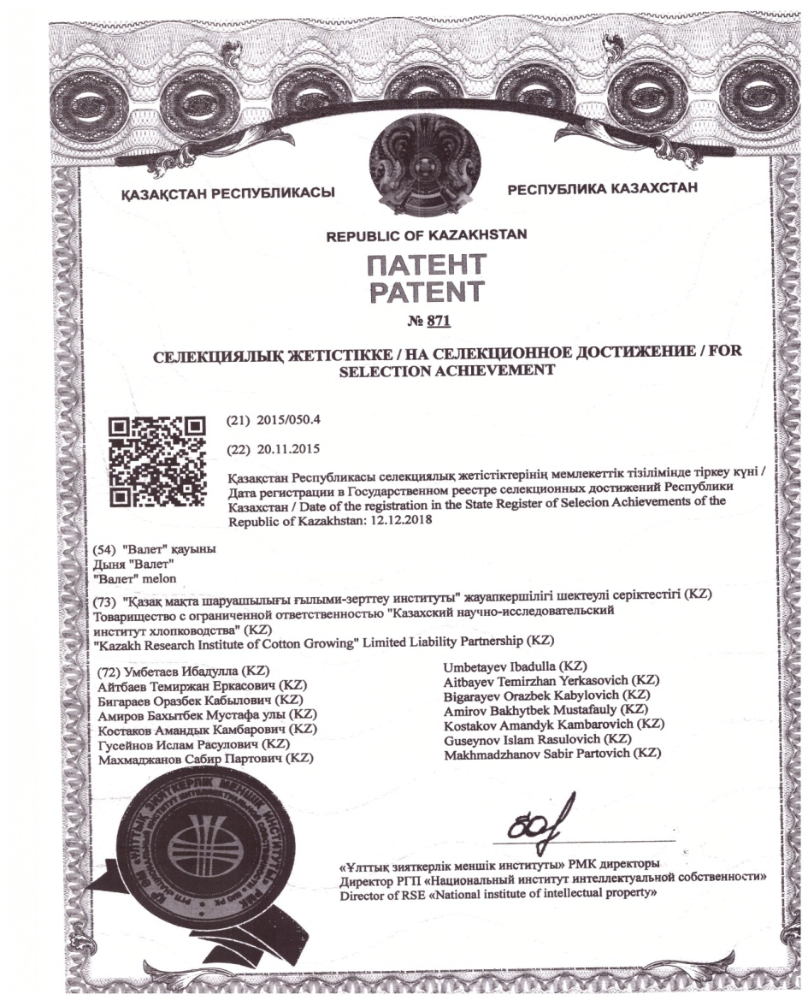 ҚАЗАҚСТАН РЕСПУБЛИКАСЫ
РЕСПУБЛИКА КАЗАХСТАН
REPUBLIC OF KAZAKHSTAN
ПАТЕНТ
PATENT
№ 871
СЕЛЕКЦИЯЛЫҚ ЖЕТІСТІККЕ / НА СЕЛЕКЦИОННОЕ ДОСТИЖЕНИЕ / FOR
SELECTION ACHIEVEMENT
(21) 2015/050.4
(22) 20.11.2015
Қазақстан Республикасы селекциялық жетістіктерінің мемлекеттік тізілімінде тіркеу күні /
Дата регистрации в Государственном реестре селекционных достижений Республики
Казахстан / Date of the registration in the State Register of Selecion Achievements of the
Republic of Kazakhstan: 12.12.2018
(54) "Валет" қауыны
Дыня "Валет"
"Валет" melon
(73) "Қазақ мақта шаруашылығы ғылыми-зерттеу институты" жауапкершілігі шектеулі серіктестігі (KZ)
Товарищество с ограниченной ответственностью "Казахский научно-исследовательский
институт хлопководства" (KZ)
"Kazakh Research Institute of Cotton Growing" Limited Liability Partnership (KZ)
(72) Умбетаев Ибадулла (KZ)
Айтбаев Темиржан Еркасович (KZ)
Бигараев Оразбек Кабылович (KZ)
Амиров Бахытбек Мустафа улы (KZ)
Костаков Амандык Камбарович (KZ)
Гусейнов Ислам Расулович (KZ)
Махмаджанов Сабир Партович (KZ)
Umbetayev Ibadulla (KZ)
Aitbayev Temirzhan Yerkasovich (KZ)
Bigarayev Orazbek Kabylovich (KZ)
Amirov Bakhytbek Mustafauly (KZ)
Kostakov Amandyk Kambarovich (KZ)
Guseynov Islam Rasulovich (KZ)
Makhmadzhanov Sabir Partovich (KZ)
ҚР ӘМ «ҰЛТТЫҚ ЗИЯТКЕРЛІК МЕНШІК ИНСТИТУТЫ» РМК
«Ұлттық зияткерлік меншік институты» РМК директоры
Директор РГП «Национальный институт интеллектуальной собственности»
Director of RSE «National institute of intellectual property»